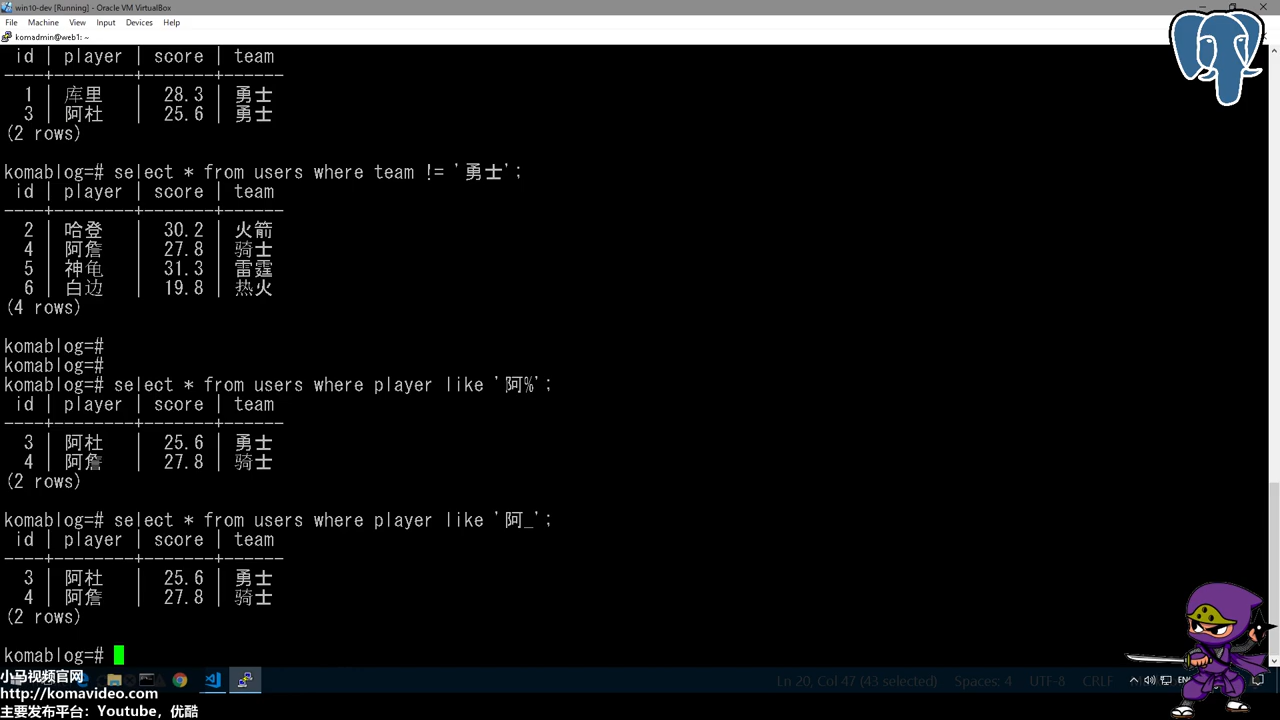 win10-dev [Running] - Oracle VM VirtualBox
File Machine View Input Devices Help
komadmin@web1: ~
id | player | score | team
----+--------+-------+------
1 | 库里 | 28.3 | 勇士
3 | 阿杜 | 25.6 | 勇士
(2 rows)
komablog=# select * from users where team != '勇士';
id | player | score | team
----+--------+-------+------
2 | 哈登 | 30.2 | 火箭
4 | 阿詹 | 27.8 | 骑士
5 | 神龟 | 31.3 | 雷霆
6 | 白边 | 19.8 | 热火
(4 rows)
komablog=#
komablog=#
komablog=# select * from users where player like '阿%';
id | player | score | team
----+--------+-------+------
3 | 阿杜 | 25.6 | 勇士
4 | 阿詹 | 27.8 | 骑士
(2 rows)
komablog=# select * from users where player like '阿_';
id | player | score | team
----+--------+-------+------
3 | 阿杜 | 25.6 | 勇士
4 | 阿詹 | 27.8 | 骑士
(2 rows)
komablog=#
小马视频官网
http://komavideo.com
主要发布平台：Youtube，优酷
Ln 20, Col 47 (43 selected) Spaces: 4 UTF-8 CRLF
ENG